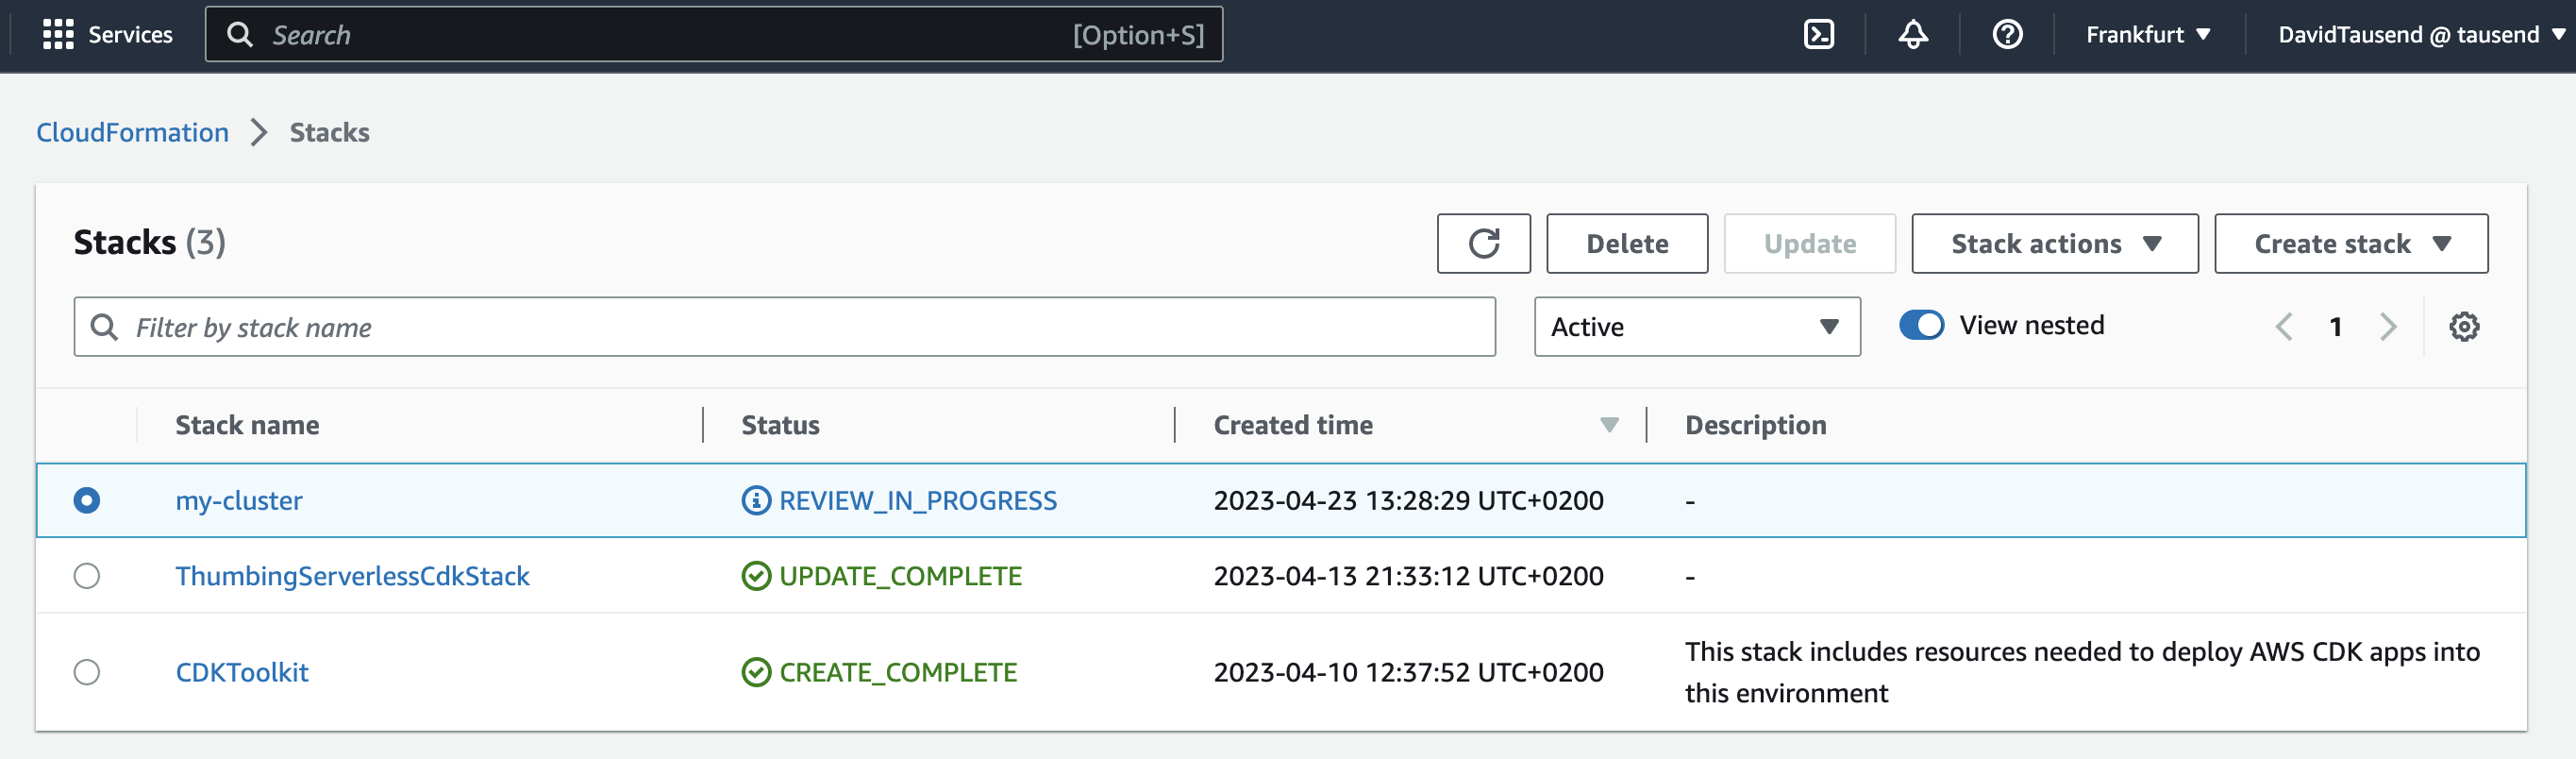 Services Search [Option+S] Frankfurt DavidTausend @ tausend
CloudFormation Stacks
Stacks (3) Delete Update Stack actions Create stack
Filter by stack name Active View nested 1
Stack name Status Created time Description
my-cluster REVIEW_IN_PROGRESS 2023-04-23 13:28:29 UTC+0200 -
ThumbingServerlessCdkStack UPDATE_COMPLETE 2023-04-13 21:33:12 UTC+0200 -
CDKToolkit CREATE_COMPLETE 2023-04-10 12:37:52 UTC+0200 This stack includes resources needed to deploy AWS CDK apps into
this environment